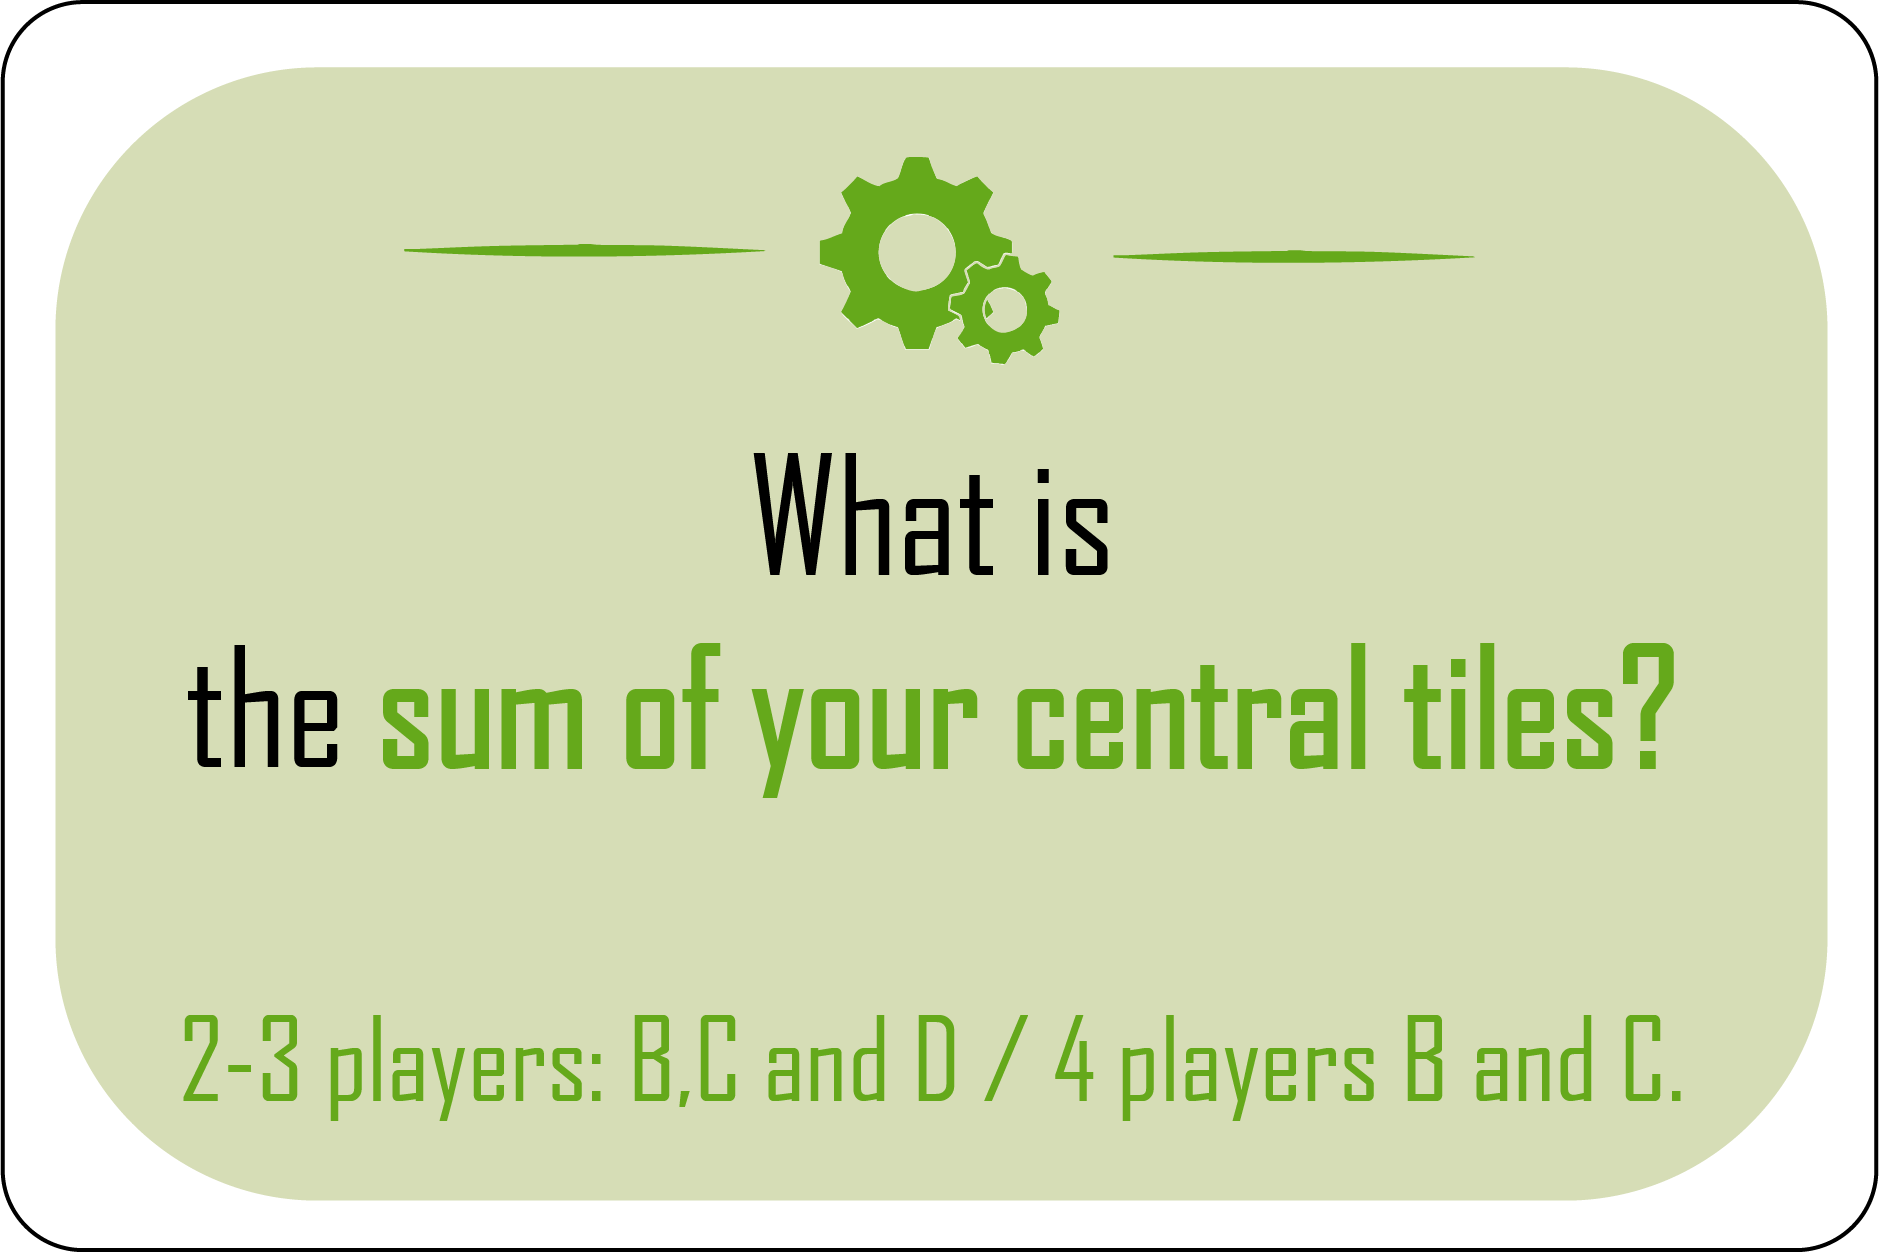 What is
the sum of your central tiles?
2-3 players: B,C and D / 4 players B and C.